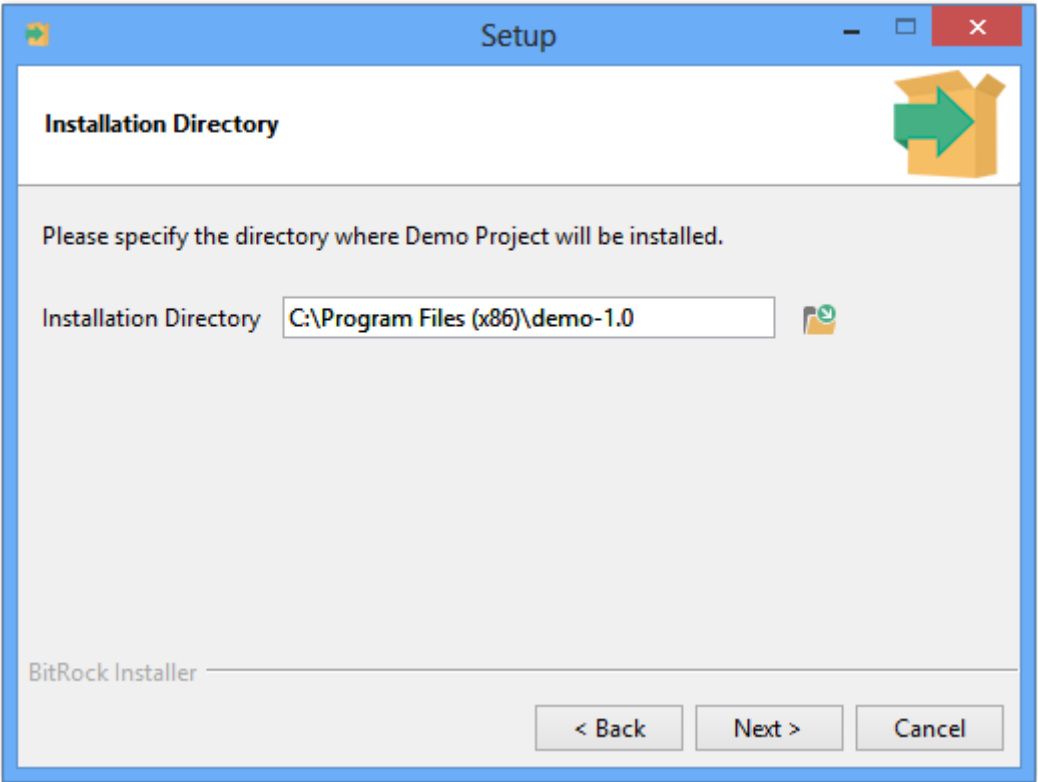 Setup
Installation Directory
Please specify the directory where Demo Project will be installed.
Installation Directory C:\Program Files (x86)\demo-1.0
BitRock Installer
< Back Next > Cancel